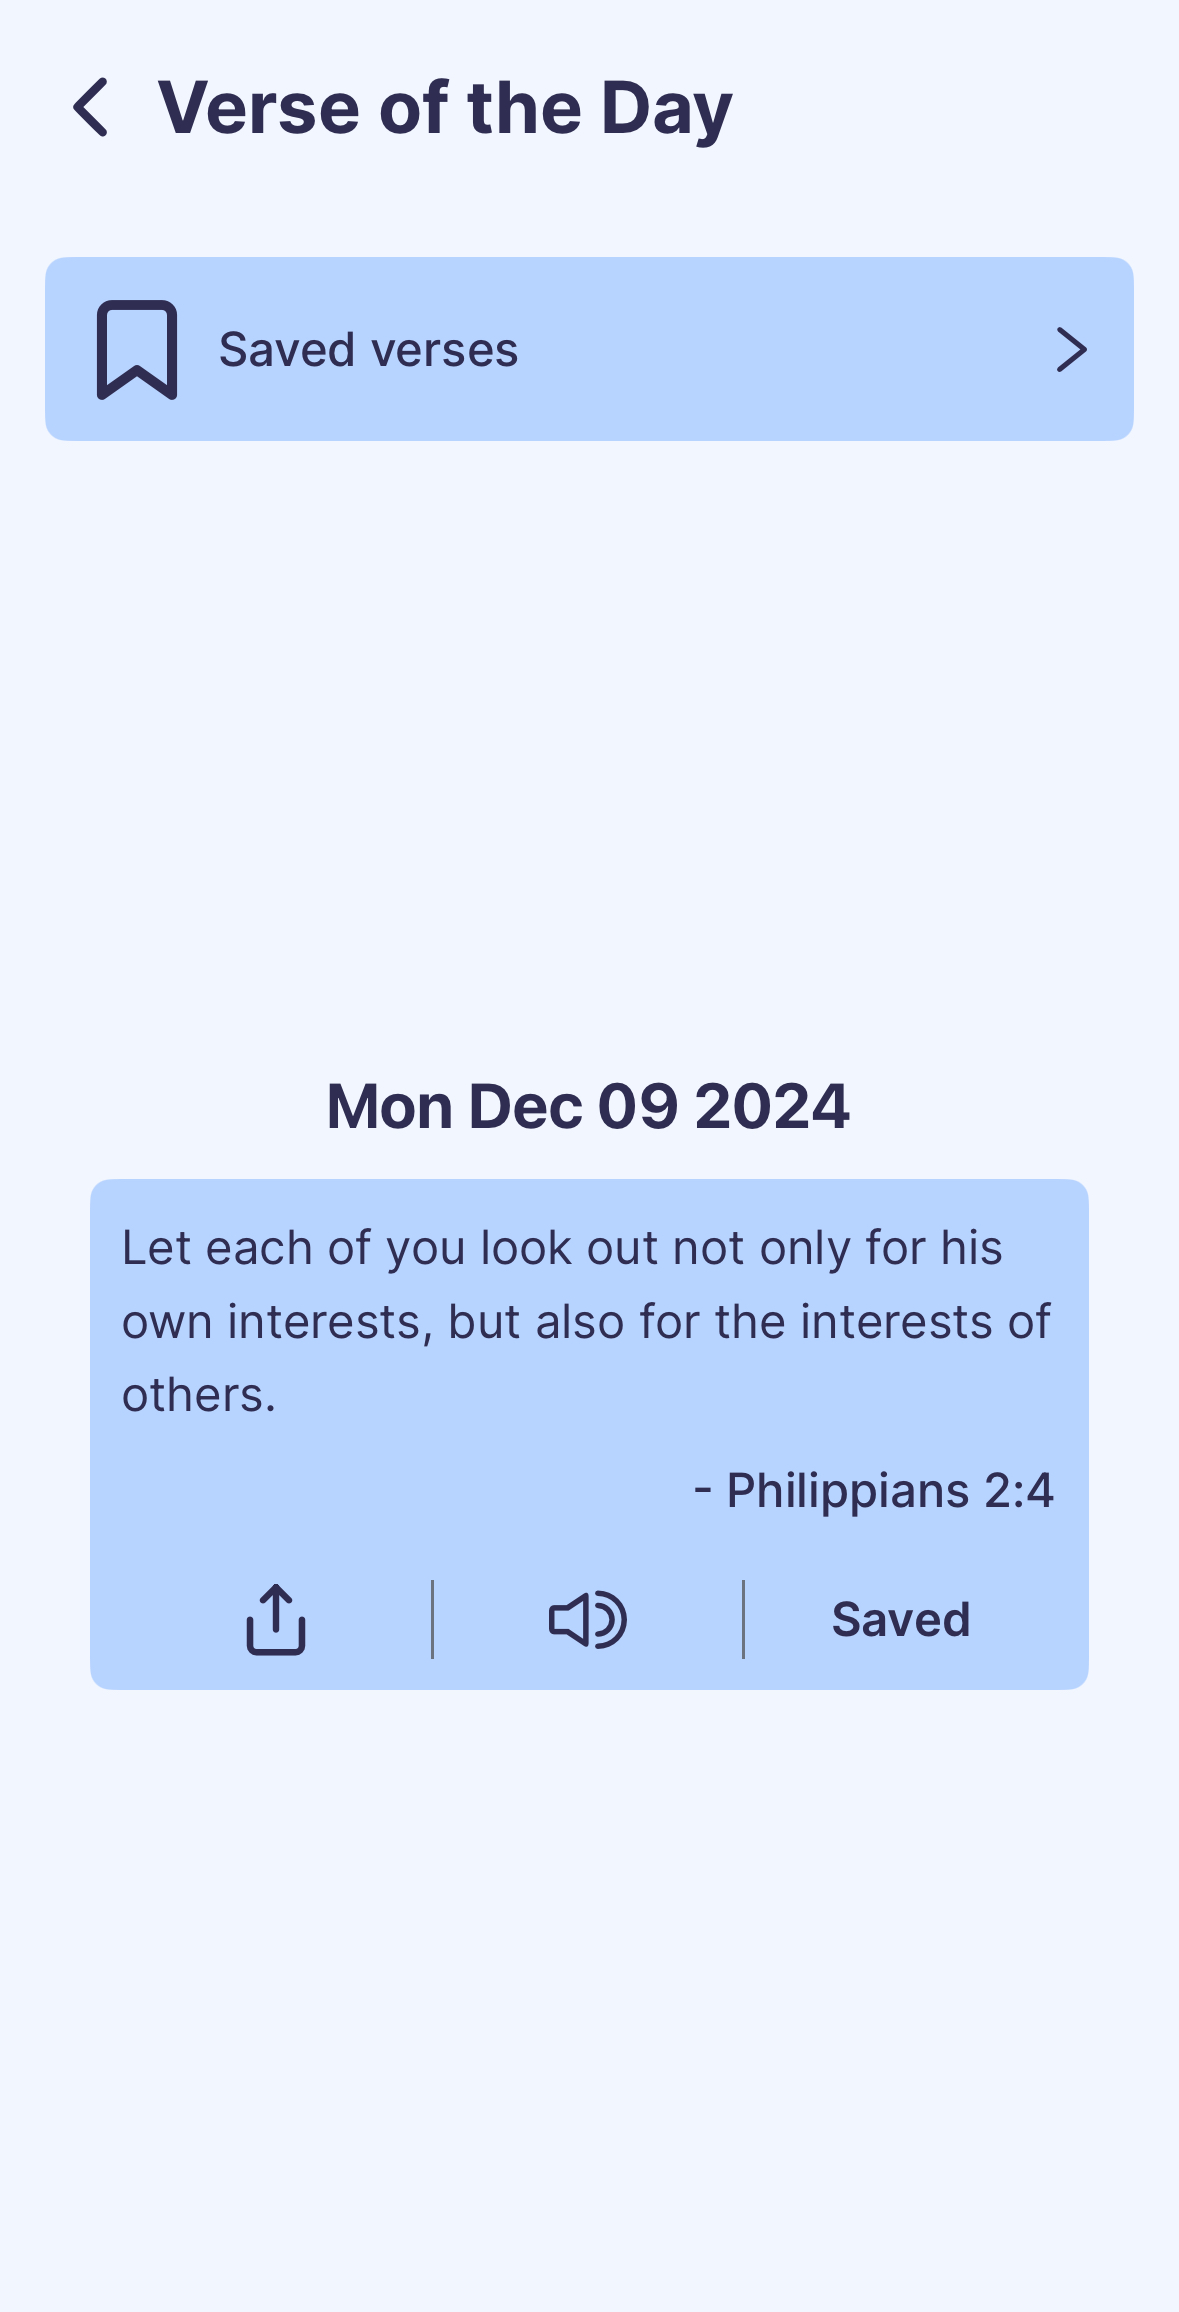 Verse of the Day
Saved verses
Mon Dec 09 2024
Let each of you look out not only for his
own interests, but also for the interests of
others.
- Philippians 2:4
Saved